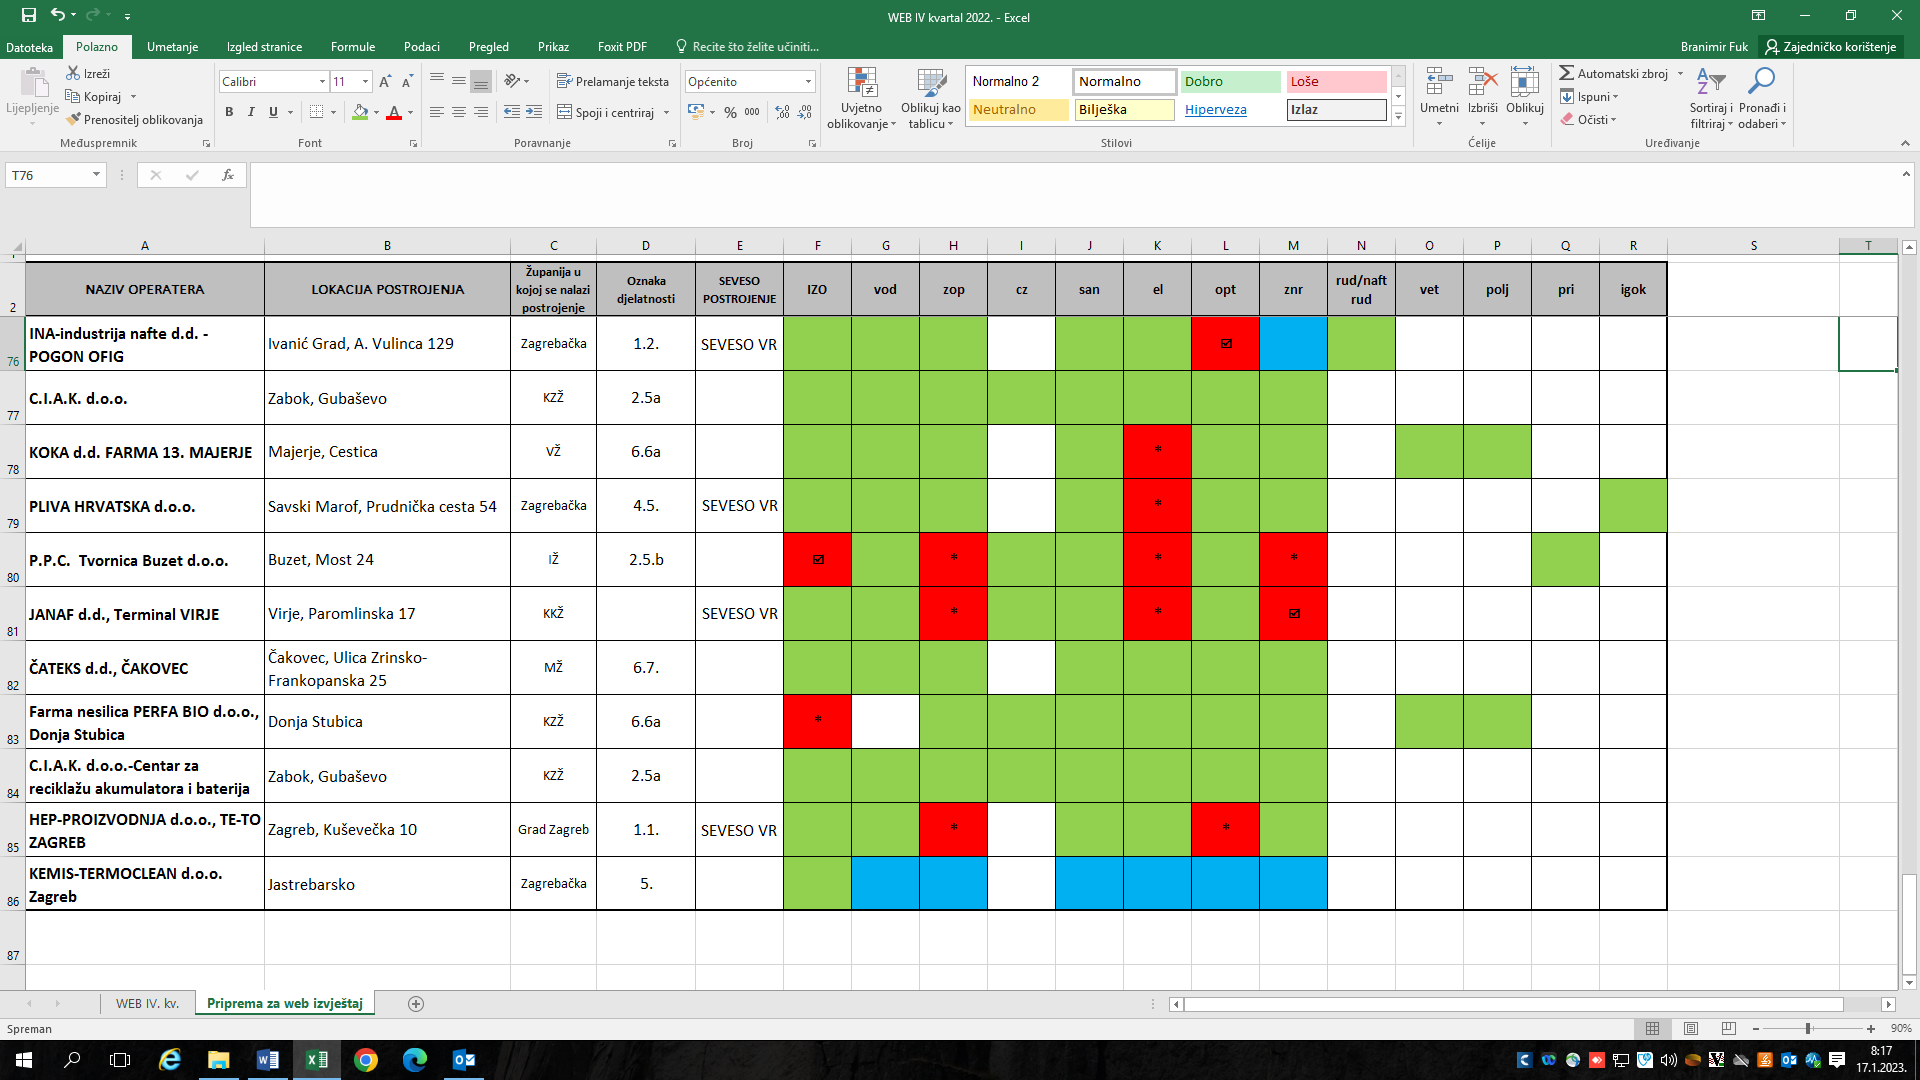 WEB IV kvartal 2022. - Excel
Datoteka Polazno Umetanje Izgled stranice Formule Podaci Pregled Prikaz Foxit PDF Recite što želite učiniti... Branimir Fuk Zajedničko korištenje
Lijepljenje
Izreži
Kopiraj
Prenositelj oblikovanja
Međuspremnik
Calibri 11
B I U
Font
Prelamanje teksta
Spoji i centriraj
Poravnanje
Općenito
% 000
Broj
Uvjetno oblikovanje
Oblikuj kao tablicu
Normalno 2 Normalno Dobro Loše
Neutralno Bilješka Hiperveza Izlaz
Stilovi
Umetni Izbriši Oblikuj
Ćelije
Automatski zbroj
Ispuni
Očisti
Sortiraj i filtriraj
Pronađi i odaberi
Uređivanje
T76 fx
A B C D E F G H I J K L M N O P Q R S T
2 NAZIV OPERATERA LOKACIJA POSTROJENJA Županija u kojoj se nalazi postrojenje Oznaka djelatnosti SEVESO POSTROJENJE IZO vod zop cz san el opt znr rud/naft rud vet polj pri igok
76 INA-industrija nafte d.d. - POGON OFIG Ivanić Grad, A. Vulinca 129 Zagrebačka 1.2. SEVESO VR ☑
77 C.I.A.K. d.o.o. Zabok, Gubaševo KZŽ 2.5a
78 KOKA d.d. FARMA 13. MAJERJE Majerje, Cestica VŽ 6.6a *
79 PLIVA HRVATSKA d.o.o. Savski Marof, Prudnička cesta 54 Zagrebačka 4.5. SEVESO VR *
80 P.P.C. Tvornica Buzet d.o.o. Buzet, Most 24 IŽ 2.5.b ☑ * * *
81 JANAF d.d., Terminal VIRJE Virje, Paromlinska 17 KKŽ SEVESO VR * * ☑
82 ČATEKS d.d., ČAKOVEC Čakovec, Ulica Zrinsko-Frankopanska 25 MŽ 6.7.
83 Farma nesilica PERFA BIO d.o.o., Donja Stubica Donja Stubica KZŽ 6.6a *
84 C.I.A.K. d.o.o.-Centar za reciklažu akumulatora i baterija Zabok, Gubaševo KZŽ 2.5a
85 HEP-PROIZVODNJA d.o.o., TE-TO ZAGREB Zagreb, Kuševečka 10 Grad Zagreb 1.1. SEVESO VR * *
86 KEMIS-TERMOCLEAN d.o.o. Zagreb Jastrebarsko Zagrebačka 5.
87
WEB IV. kv. Priprema za web izvještaj
Spreman 90%
8:17
17.1.2023.